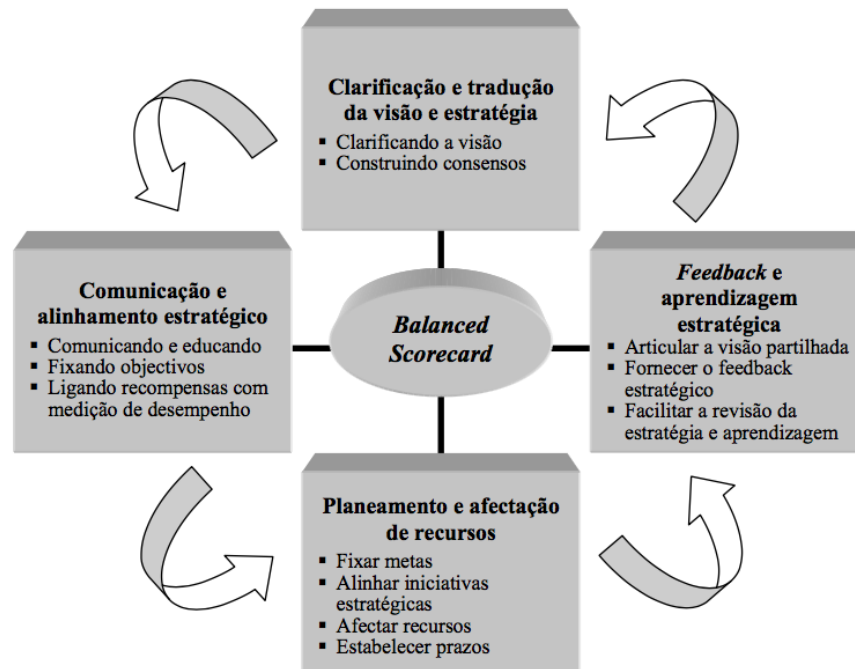 Clarificação e tradução
da visão e estratégia
▪ Clarificando a visão
▪ Construindo consensos
Comunicação e
alinhamento estratégico
▪ Comunicando e educando
▪ Fixando objectivos
▪ Ligando recompensas com
medição de desempenho
Balanced
Scorecard
Feedback e
aprendizagem
estratégica
▪ Articular a visão partilhada
▪ Fornecer o feedback
estratégico
▪ Facilitar a revisão da
estratégia e aprendizagem
Planeamento e afectação
de recursos
▪ Fixar metas
▪ Alinhar iniciativas
estratégicas
▪ Afectar recursos
▪ Estabelecer prazos